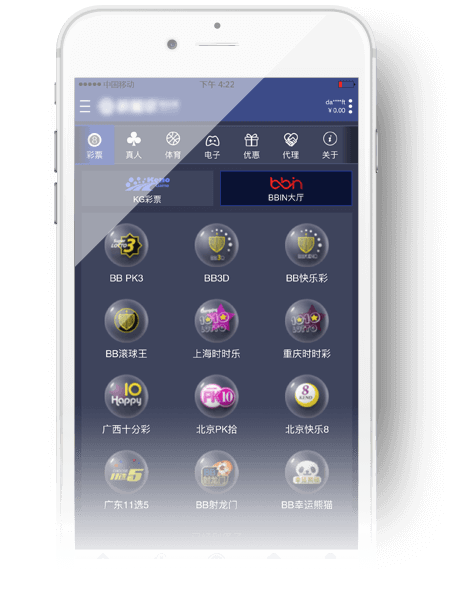 中国移动 下午 4:22
da****ft
¥ 0.00
彩票 真人 体育 电子 优惠 代理 关于
KG彩票
bbin
BBIN大厅
BB PK3 BB3D BB快乐彩
BB滚球王 上海时时乐 重庆时时彩
10
Happy
PK10
8
广西十分彩 北京PK拾 北京快乐8
广东11选5 BB射龙门 BB幸运熊猫